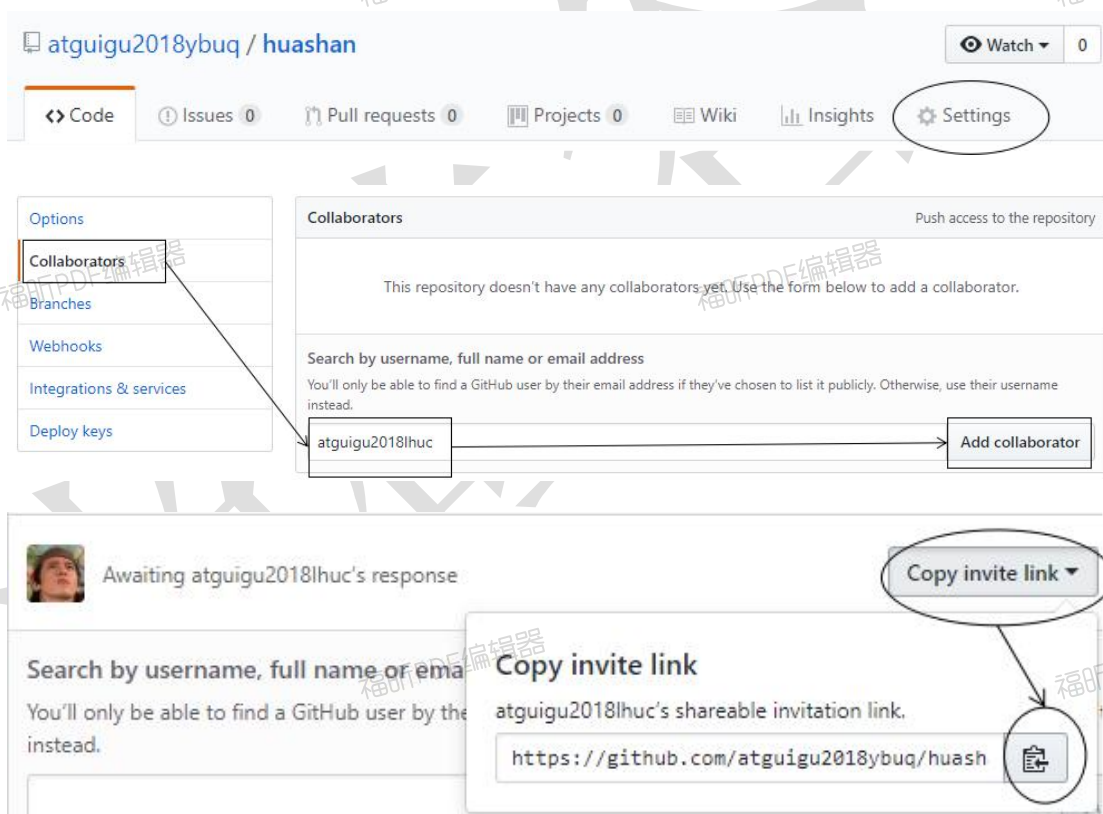 atguigu2018ybuq / huashan
Watch 0
Code Issues 0 Pull requests 0 Projects 0 Wiki Insights Settings
Options
Collaborators
Branches
Webhooks
Integrations & services
Deploy keys
Collaborators Push access to the repository
This repository doesn't have any collaborators yet. Use the form below to add a collaborator.
Search by username, full name or email address
You'll only be able to find a GitHub user by their email address if they've chosen to list it publicly. Otherwise, use their username
instead.
atguigu2018lhuc Add collaborator
福昕PDF编辑器
福昕PDF编辑器
Awaiting atguigu2018lhuc's response Copy invite link
Search by username, full name or ema
You'll only be able to find a GitHub user by the
instead.
Copy invite link
atguigu2018lhuc's shareable invitation link.
https://github.com/atguigu2018ybuq/huash
福昕PDF编辑器